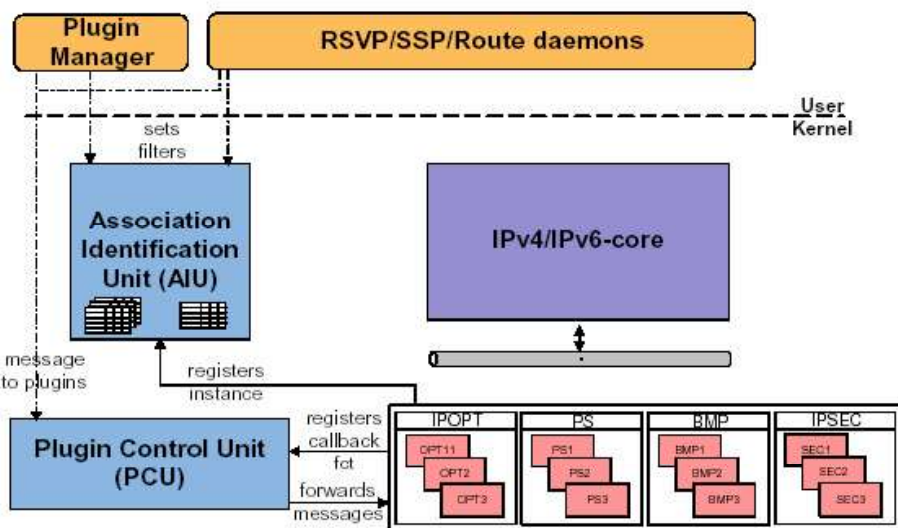 Plugin
Manager
RSVP/SSP/Route daemons
User
Kernel
sets
filters
Association
Identification
Unit (AIU)
IPv4/IPv6-core
message
to plugins
registers
instance
registers
callback
fct
forwards
messages
Plugin Control Unit
(PCU)
IPOPT
OPT11
OPT2
OPT3
PS
PS1
PS2
PS3
BMP
BMP1
BMP2
BMP3
IPSEC
SEC1
SEC2
SEC3